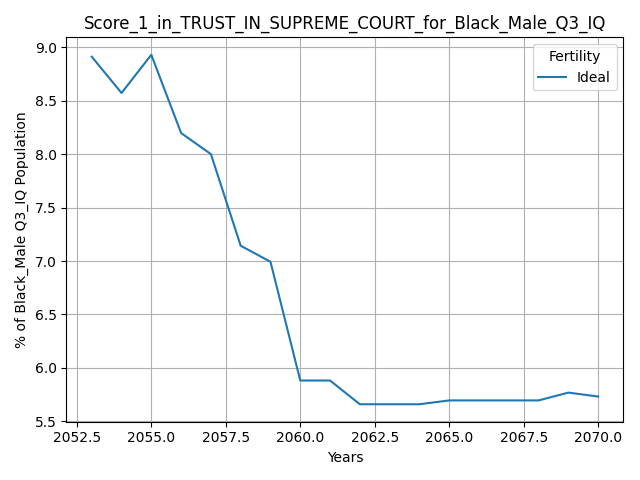 Score_1_in_TRUST_IN_SUPREME_COURT_for_Black_Male_Q3_IQ
Fertility
Ideal
% of Black_Male Q3_IQ Population
9.0
8.5
8.0
7.5
7.0
6.5
6.0
5.5
2052.5 2055.0 2057.5 2060.0 2062.5 2065.0 2067.5 2070.0
Years